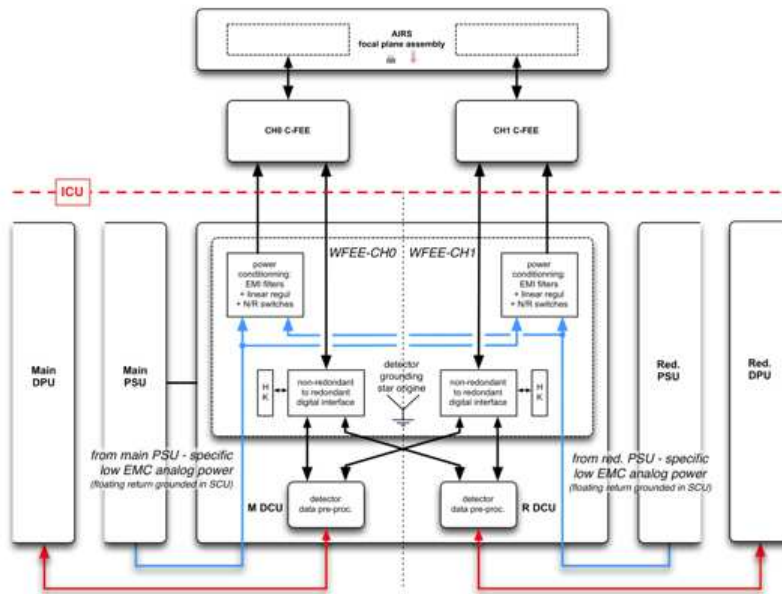 AIRS
focal plane assembly
CH0 C-FEE
CH1 C-FEE
ICU
WFEE-CH0
WFEE-CH1
power
conditionning:
EMI filters
+ linear regul
+ N/R switches
power
conditionning:
EMI filters
+ linear regul
+ N/R switches
Main
DPU
Main
PSU
detector
grounding
star origine
Red.
PSU
Red.
DPU
H
K
non-redondant
to redondant
digital interface
non-redondant
to redondant
digital interface
H
K
from main PSU - specific
low EMC analog power
(floating return grounded in SCU)
from red. PSU - specific
low EMC analog power
(floating return grounded in SCU)
M DCU
detector
data pre-proc.
detector
data pre-proc.
R DCU